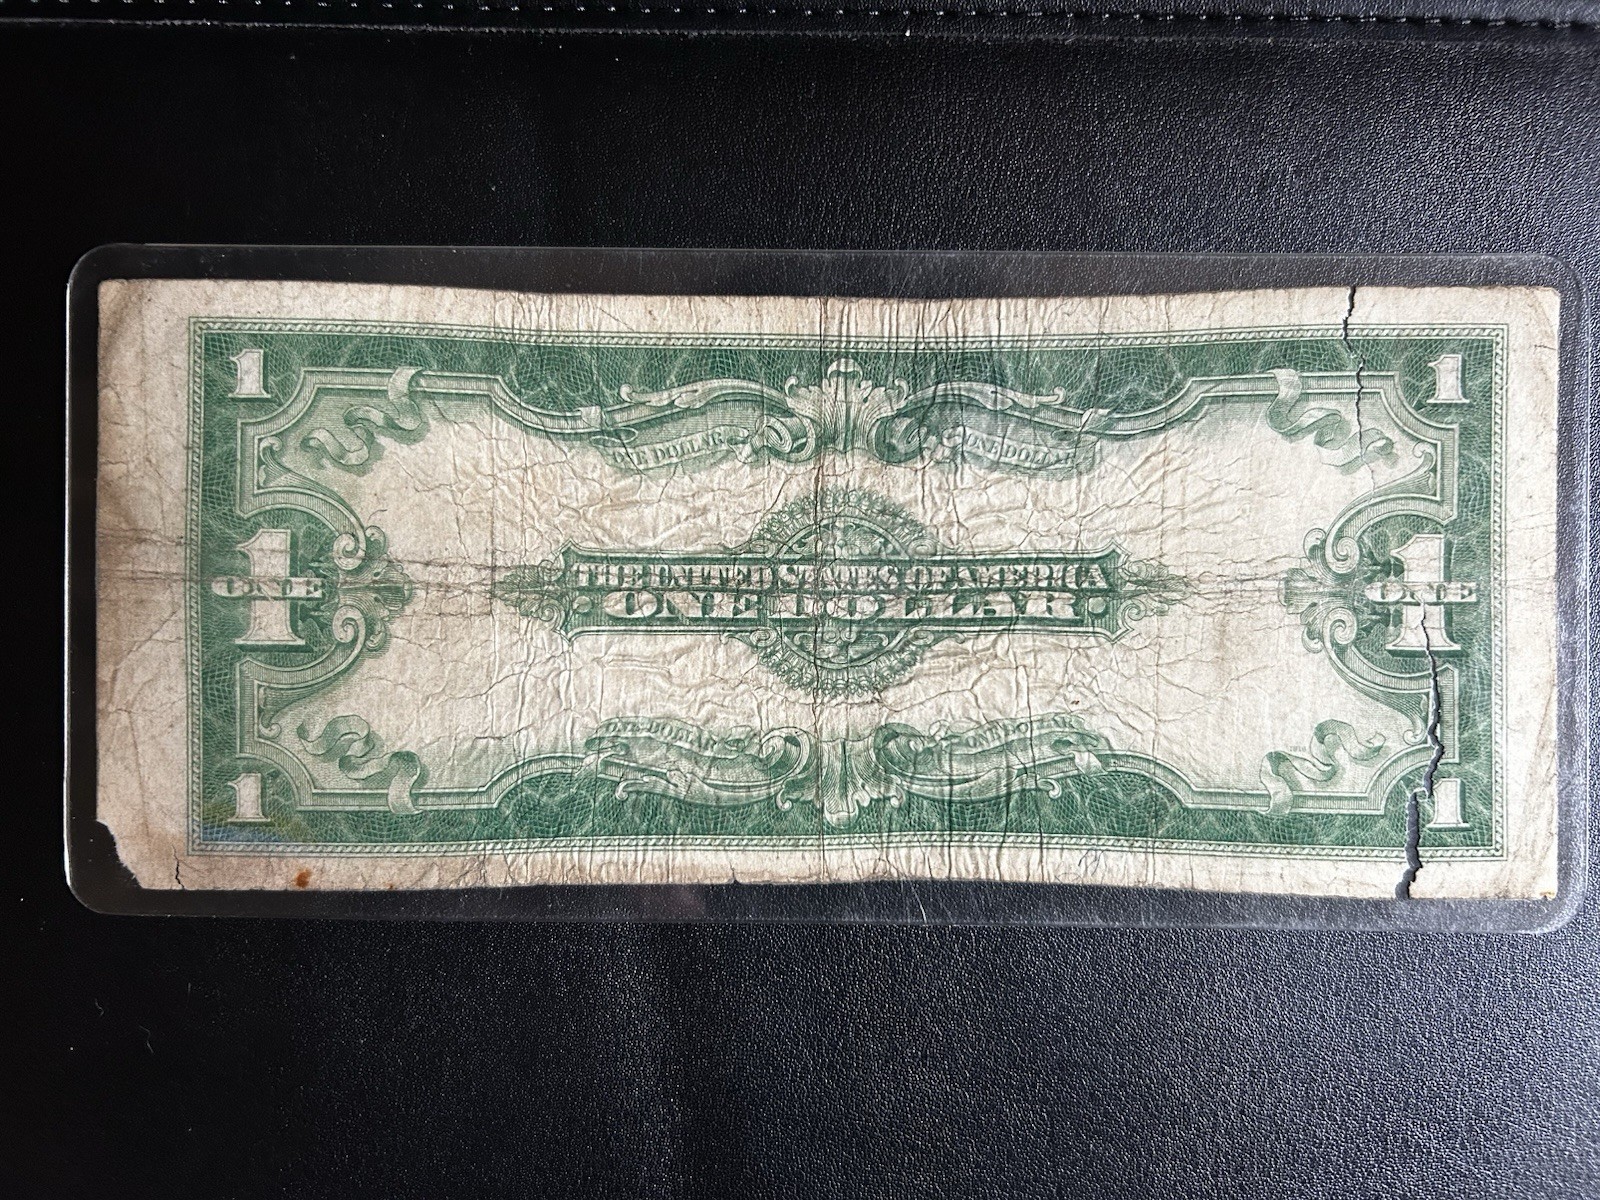 1 1
ONE DOLLAR ONE DOLLAR
1 1
ONE THE UNITED STATES OF AMERICA ONE
ONE DOLLAR
ONE DOLLAR ONE DOLLAR
1 1